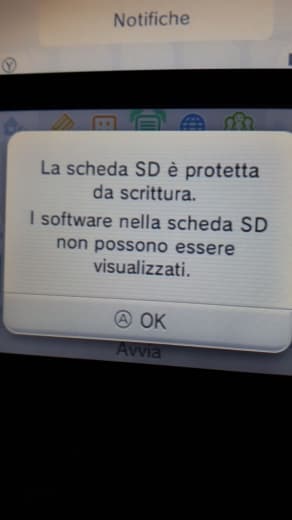 Notifiche
Ⓨ
La scheda SD è protetta
da scrittura.
I software nella scheda SD
non possono essere
visualizzati.
Ⓐ OK
Avvia